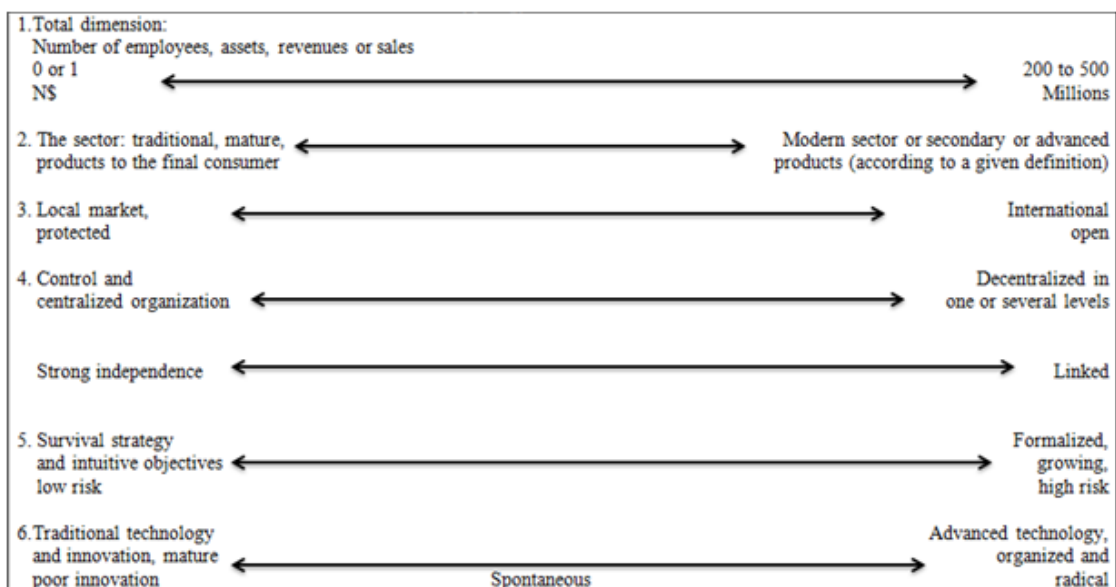 1.Total dimension:
Number of employees, assets, revenues or sales
0 or 1
N$
200 to 500
Millions
2. The sector: traditional, mature,
products to the final consumer
Modern sector or secondary or advanced
products (according to a given definition)
3. Local market,
protected
International
open
4. Control and
centralized organization
Decentralized in
one or several levels
Strong independence
Linked
5. Survival strategy
and intuitive objectives
low risk
Formalized,
growing,
high risk
6.Traditional technology
and innovation, mature
poor innovation
Spontaneous
Advanced technology,
organized and
radical